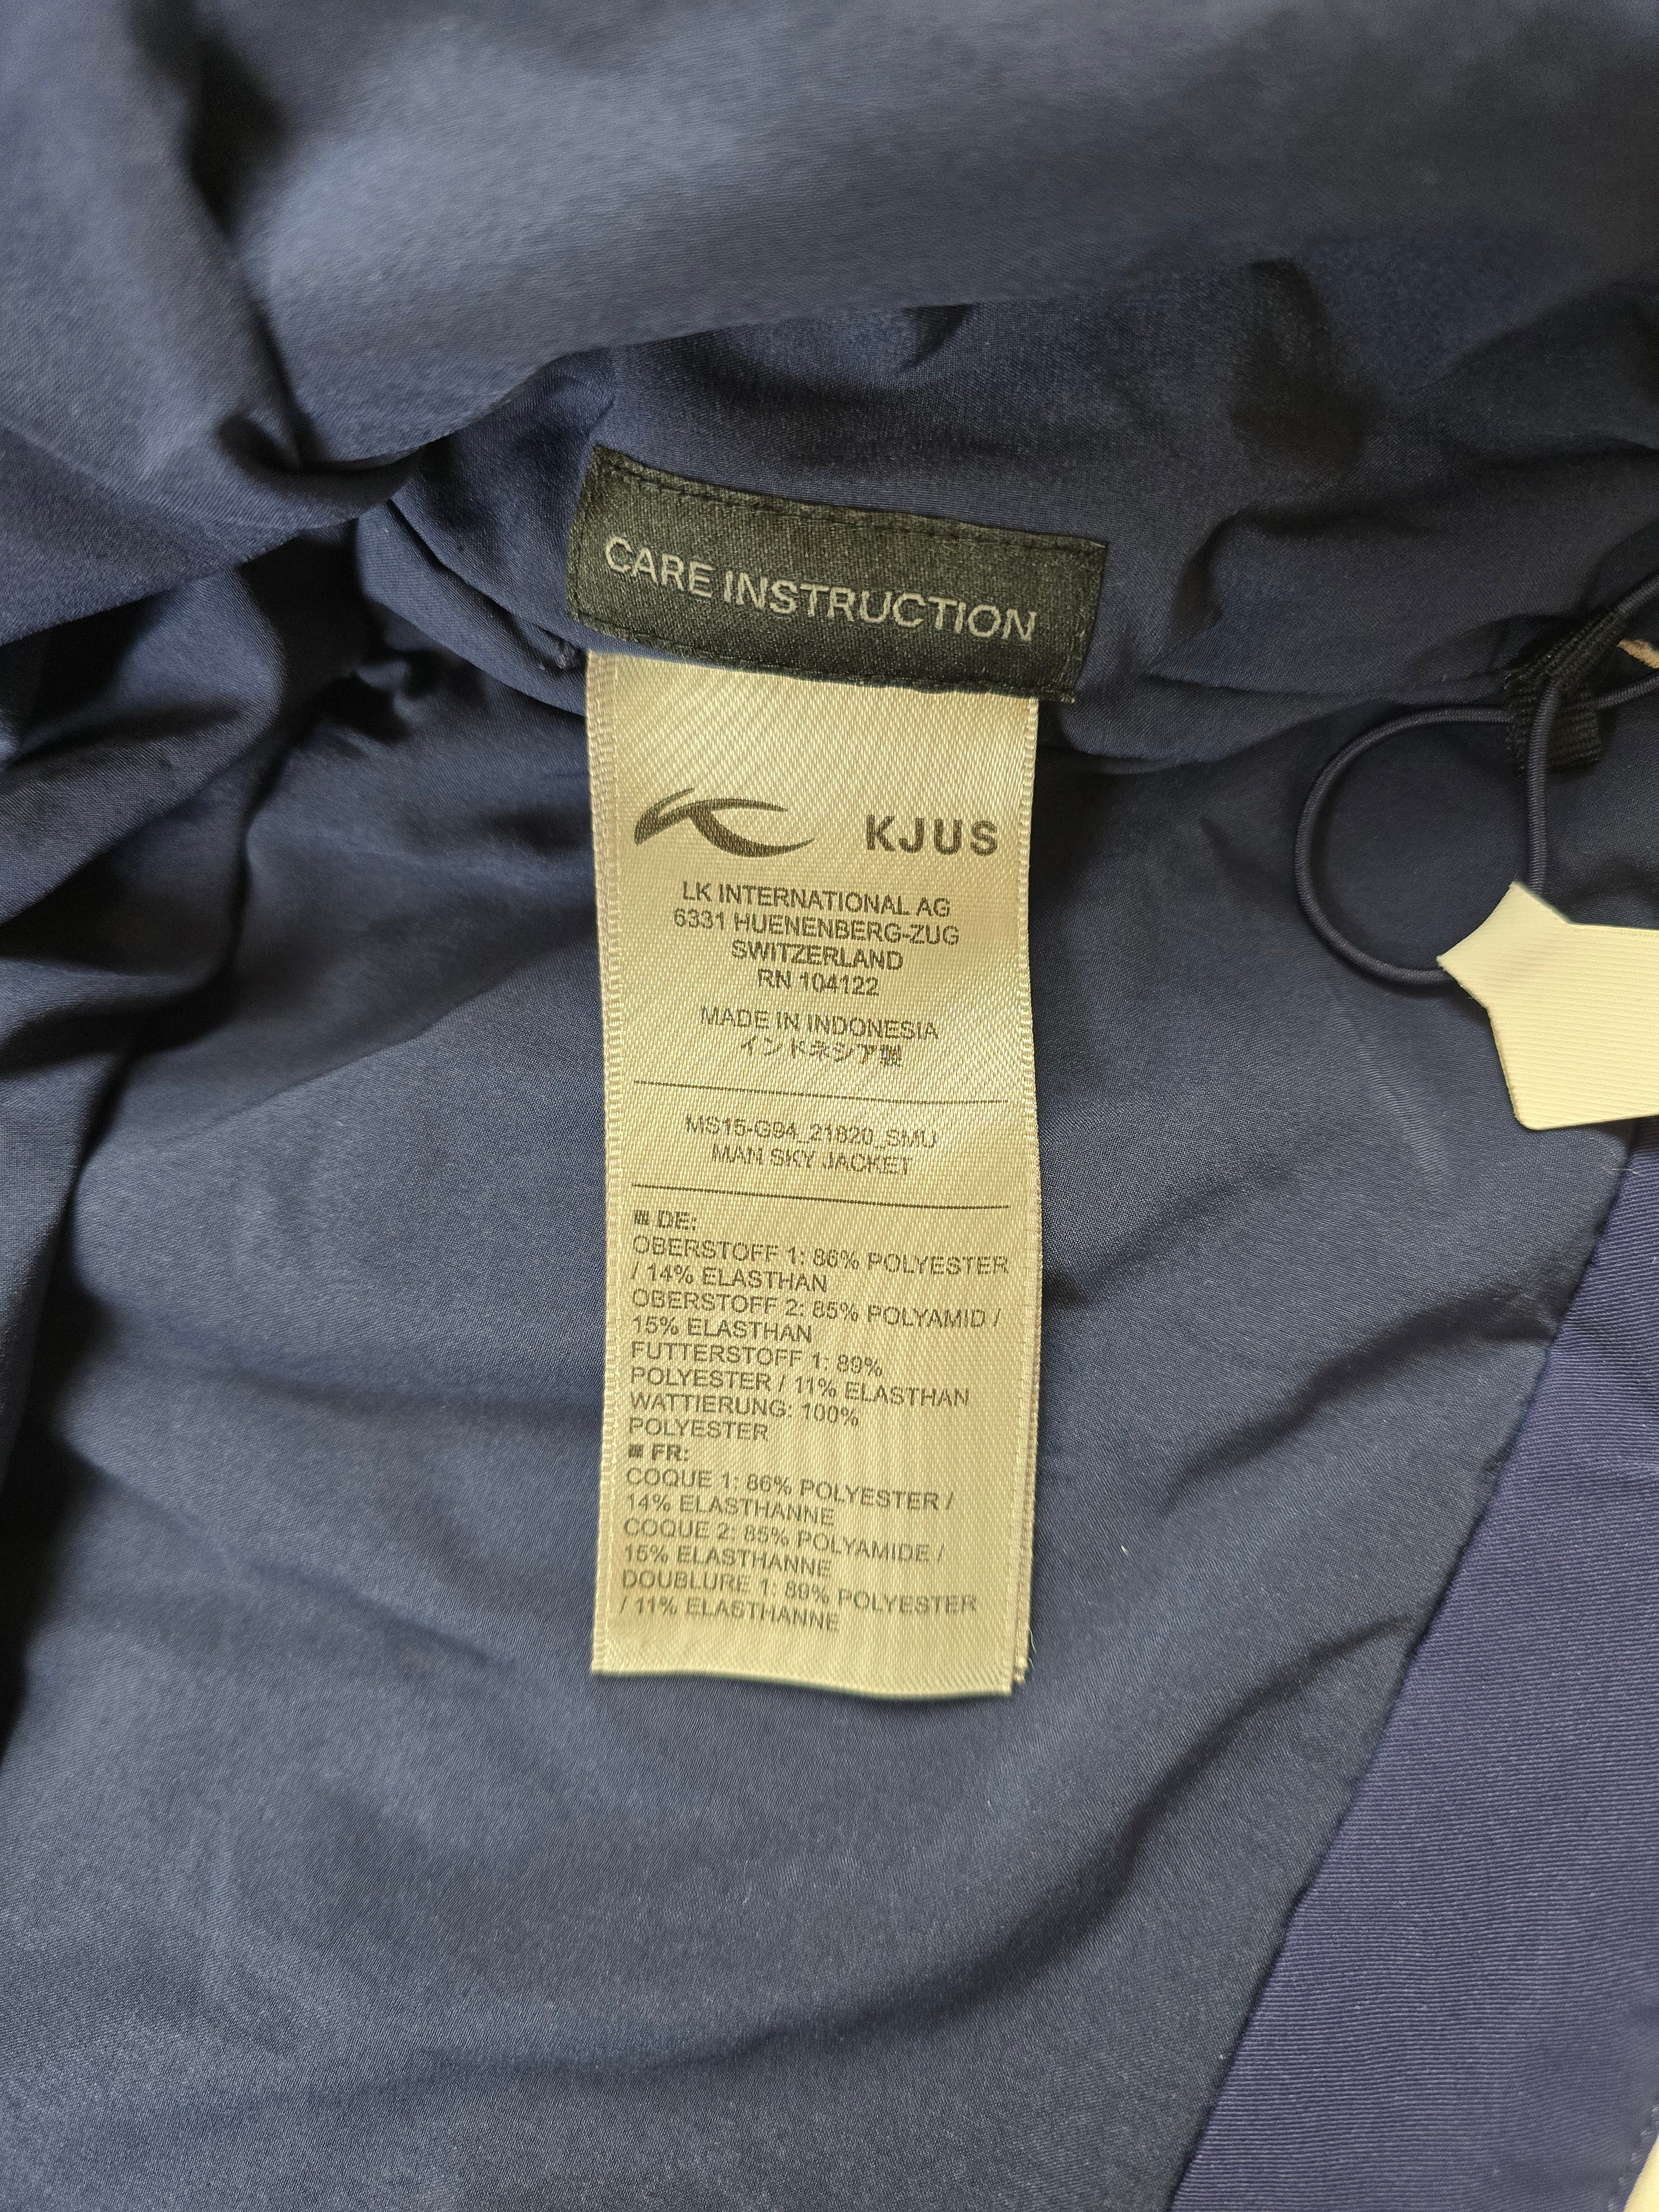 CARE INSTRUCTION
KJUS
LK INTERNATIONAL AG
6331 HUENENBERG-ZUG
SWITZERLAND
RN 104122
MADE IN INDONESIA
インドネシア製
MS15-G94_21820_SMU
MAN SKY JACKET
DE:
OBERSTOFF 1: 86% POLYESTER
/ 14% ELASTHAN
OBERSTOFF 2: 85% POLYAMID /
15% ELASTHAN
FUTTERSTOFF 1: 89%
POLYESTER / 11% ELASTHAN
WATTIERUNG: 100%
POLYESTER
FR:
COQUE 1: 86% POLYESTER /
14% ELASTHANNE
COQUE 2: 85% POLYAMIDE /
15% ELASTHANNE
DOUBLURE 1: 89% POLYESTER
/ 11% ELASTHANNE